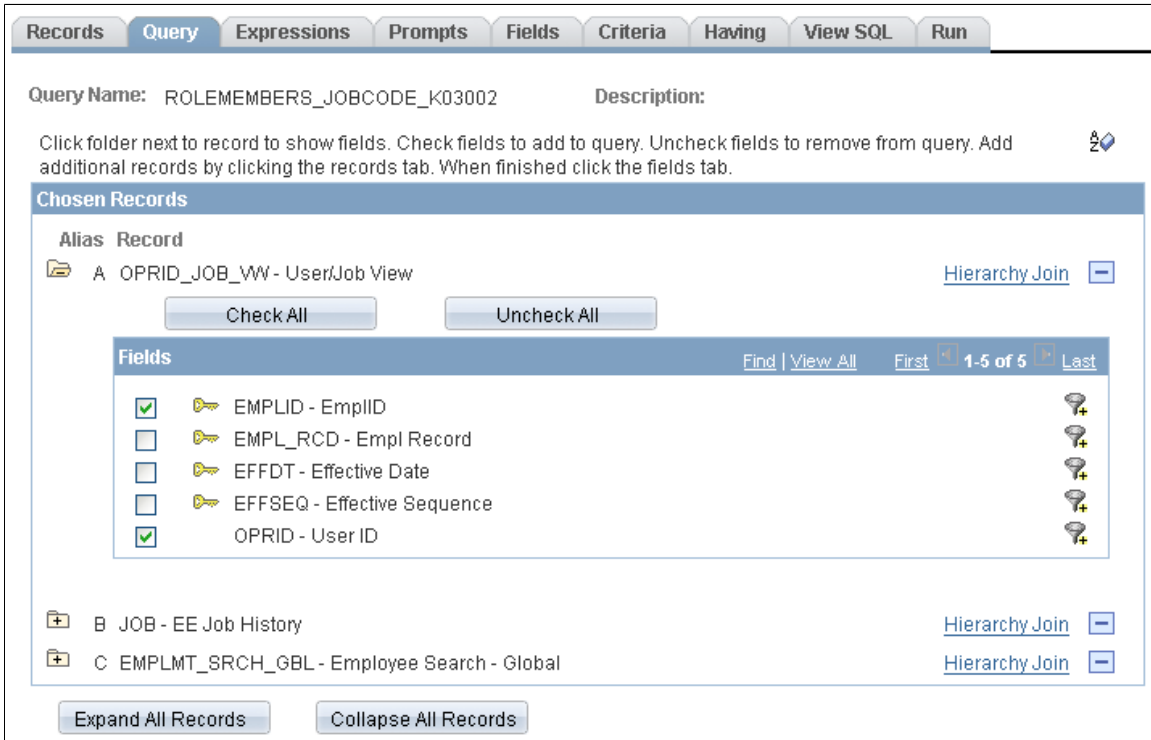 Records Query Expressions Prompts Fields Criteria Having View SQL Run
Query Name: ROLEMEMBERS_JOBCODE_K03002 Description:
Click folder next to record to show fields. Check fields to add to query. Uncheck fields to remove from query. Add
additional records by clicking the records tab. When finished click the fields tab.
Chosen Records
Alias Record
A OPRID_JOB_VW - User/Job View Hierarchy Join
Check All Uncheck All
Fields Find | View All First 1-5 of 5 Last
EMPLID - EmplID
EMPL_RCD - Empl Record
EFFDT - Effective Date
EFFSEQ - Effective Sequence
OPRID - User ID
B JOB - EE Job History Hierarchy Join
C EMPLMT_SRCH_GBL - Employee Search - Global Hierarchy Join
Expand All Records Collapse All Records